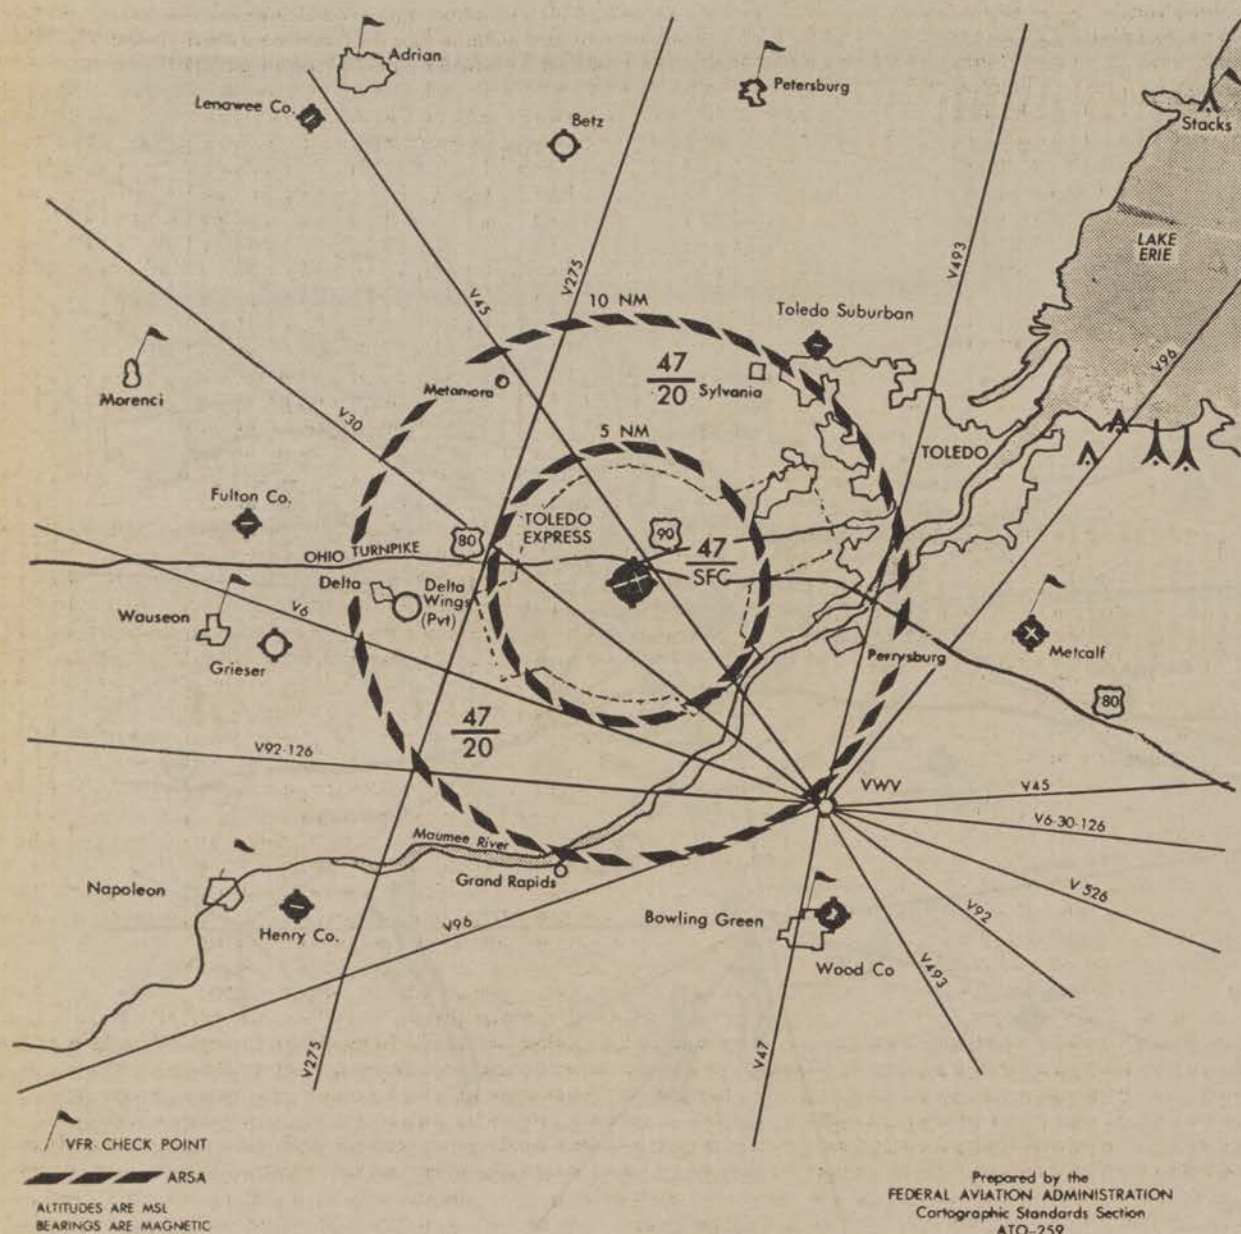 Adrian
Petersburg
Lenawee Co.
Betz
Stacks
LAKE
ERIE
V493
V275
V45
10 NM
Toledo Suburban
V96
47
20
Sylvania
Metamora
Morenci
V30
5 NM
TOLEDO
Fulton Co.
TOLEDO
EXPRESS
80
90
47
SFC
OHIO TURNPIKE
Delta
Delta
Wings
(Pvt)
V6
Wauseon
Grieser
Perrysburg
Metcalf
80
47
20
V92-126
VWV
V45
V6-30-126
Maumee River
Grand Rapids
Napoleon
Henry Co.
V96
Bowling Green
Wood Co
V 526
V92
V493
V275
V47
VFR CHECK POINT
ARSA
ALTITUDES ARE MSL
BEARINGS ARE MAGNETIC
Prepared by the
FEDERAL AVIATION ADMINISTRATION
Cartographic Standards Section
ATO-259